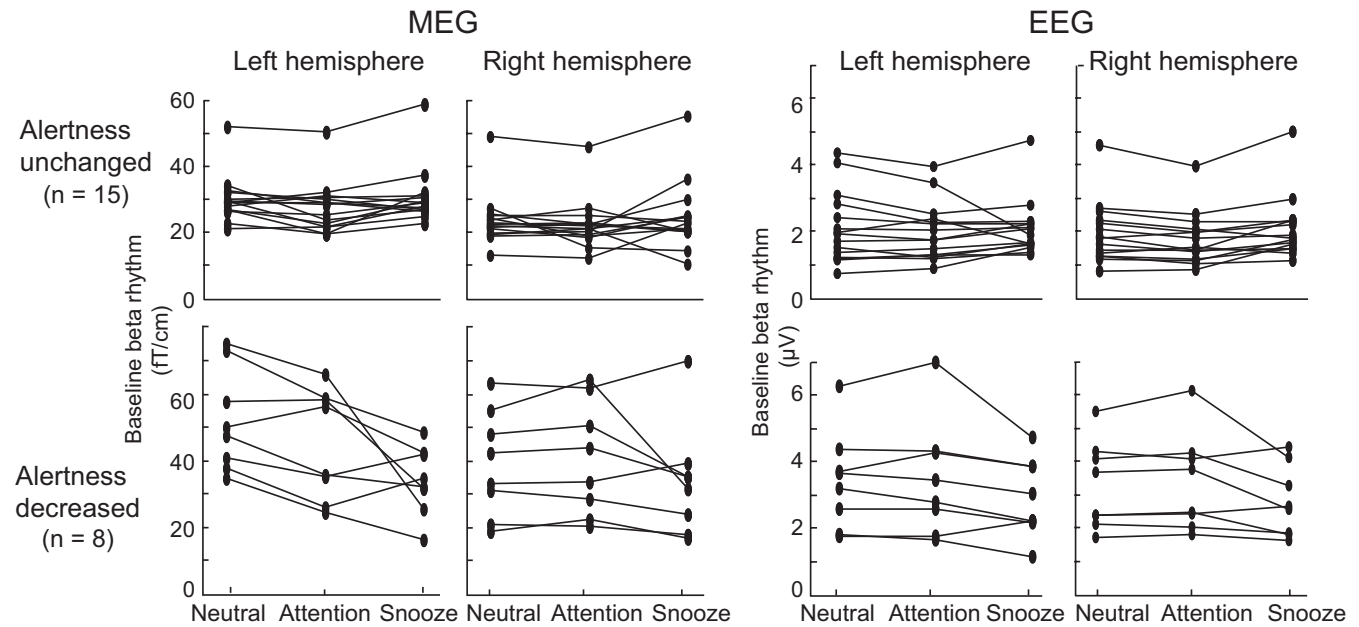 MEG
EEG
Left hemisphere
Right hemisphere
Left hemisphere
Right hemisphere
Alertness
unchanged
(n = 15)
60
40
20
0
6
4
2
0
Baseline beta rhythm
(fT/cm)
Baseline beta rhythm
(µV)
Alertness
decreased
(n = 8)
60
40
20
0
6
4
2
0
Neutral Attention Snooze
Neutral Attention Snooze
Neutral Attention Snooze
Neutral Attention Snooze